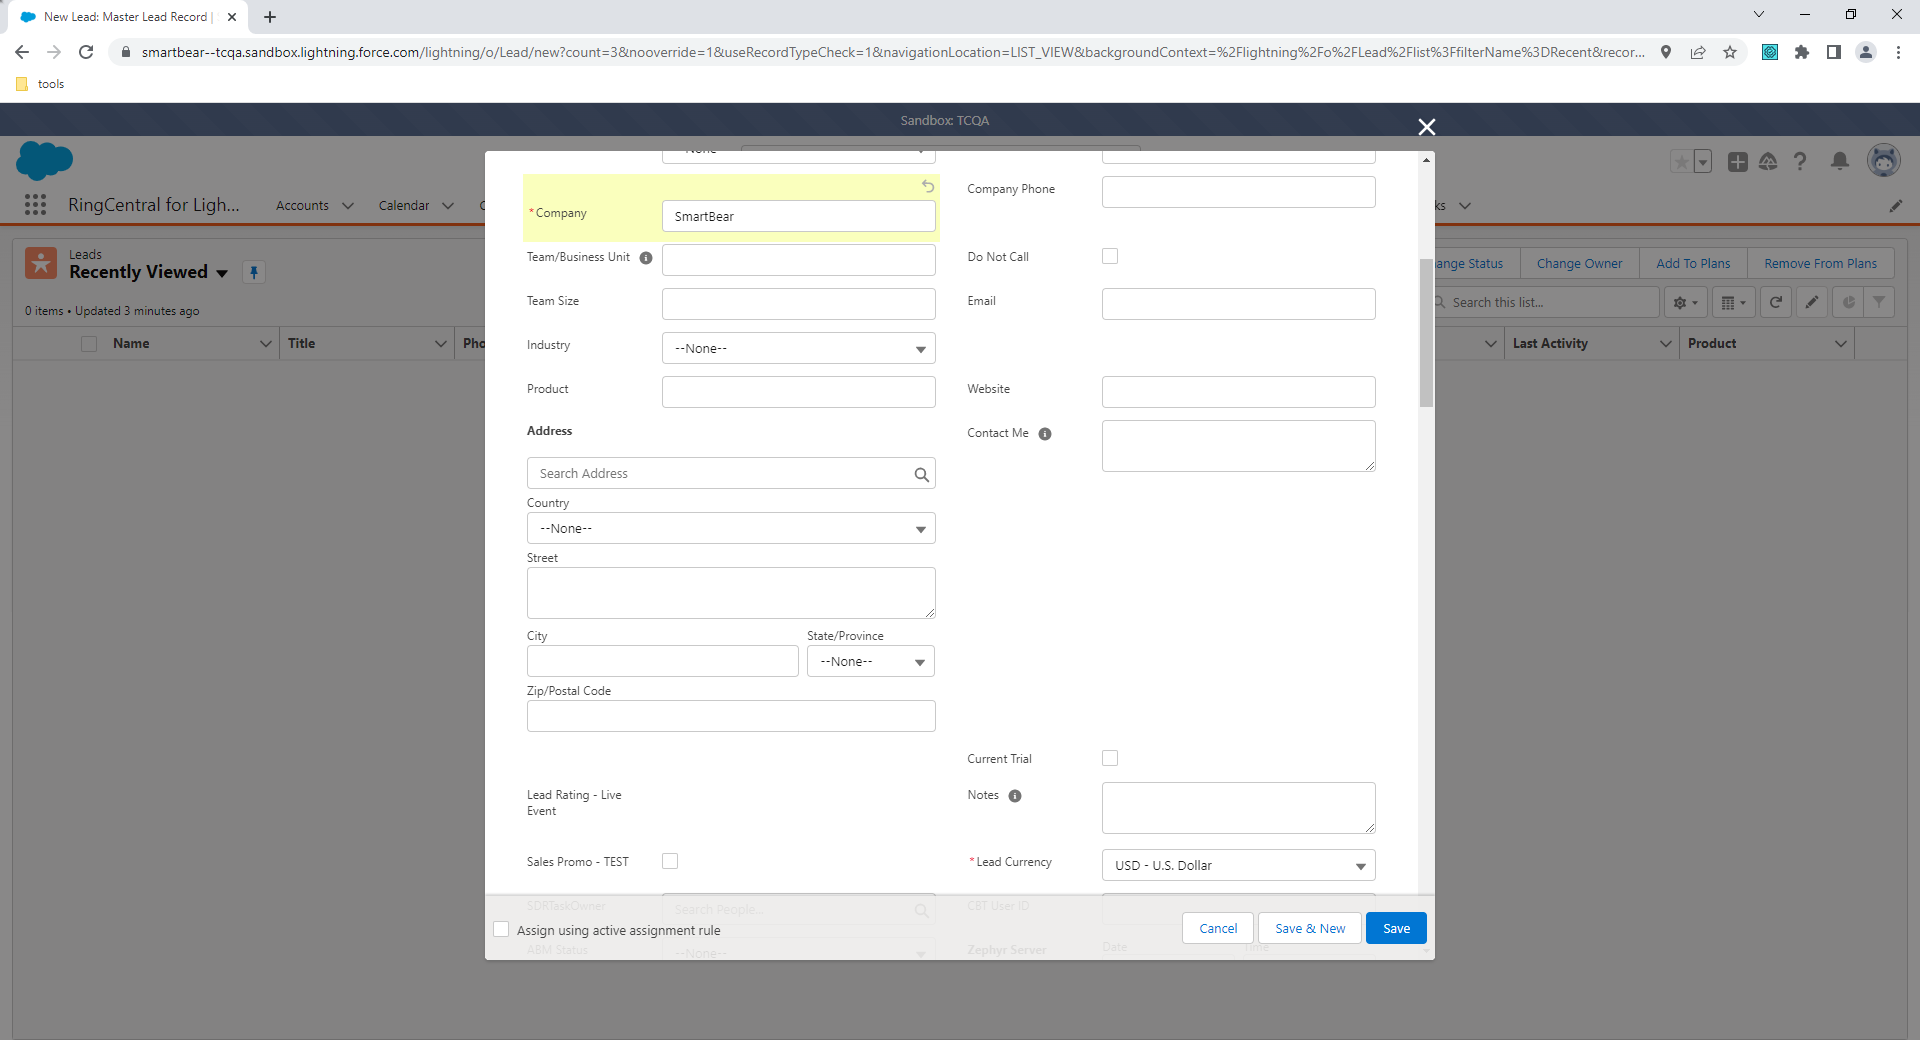 New Lead: Master Lead Record |
smartbear--tcqa.sandbox.lightning.force.com/lightning/o/Lead/new?count=3&nooverride=1&useRecordTypeCheck=1&navigationLocation=LIST_VIEW&backgroundContext=%2Flightning%2Fo%2FLead%2Flist%3FfilterName%3DRecent&recor...
tools
Sandbox: TCQA
RingCentral for Ligh...
Accounts
Calendar
ks
Leads
Recently Viewed
0 items • Updated 3 minutes ago
ange Status
Change Owner
Add To Plans
Remove From Plans
Search this list...
Name
Title
Pho
Last Activity
Product
--None--
*Company
SmartBear
Company Phone
Team/Business Unit
Do Not Call
Team Size
Email
Industry
--None--
Product
Website
Address
Contact Me
Search Address
Country
--None--
Street
City
State/Province
--None--
Zip/Postal Code
Current Trial
Lead Rating - Live
Event
Notes
Sales Promo - TEST
*Lead Currency
USD - U.S. Dollar
SDRTaskOwner
Search People...
CBT User ID
Assign using active assignment rule
Cancel
Save & New
Save
ABM Status
--None--
Zephyr Server
Date
Time